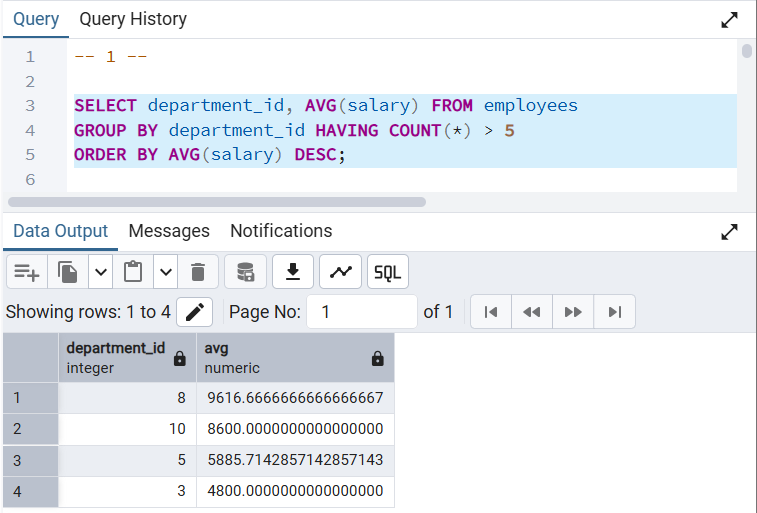 Query Query History
1 -- 1 --
2
3 SELECT department_id, AVG(salary) FROM employees
4 GROUP BY department_id HAVING COUNT(*) > 5
5 ORDER BY AVG(salary) DESC;
6
Data Output Messages Notifications
SQL
Showing rows: 1 to 4 Page No: 1 of 1
department_id avg
integer numeric
1 8 9616.6666666666666667
2 10 8600.0000000000000000
3 5 5885.7142857142857143
4 3 4800.0000000000000000